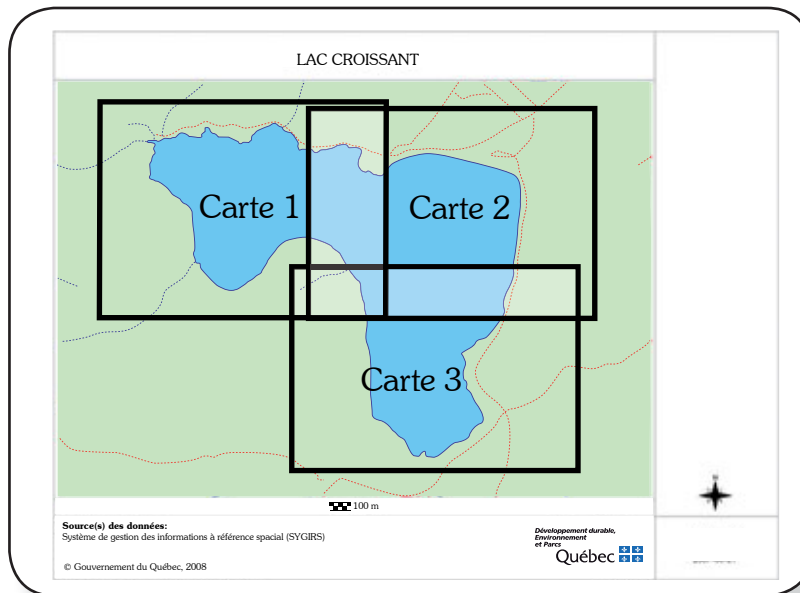 LAC CROISSANT
Carte 1
Carte 2
Carte 3
N
100 m
Source(s) des données:
Système de gestion des informations à référence spacial (SYGIRS)
© Gouvernement du Québec, 2008
Développement durable,
Environnement
et Parcs
Québec